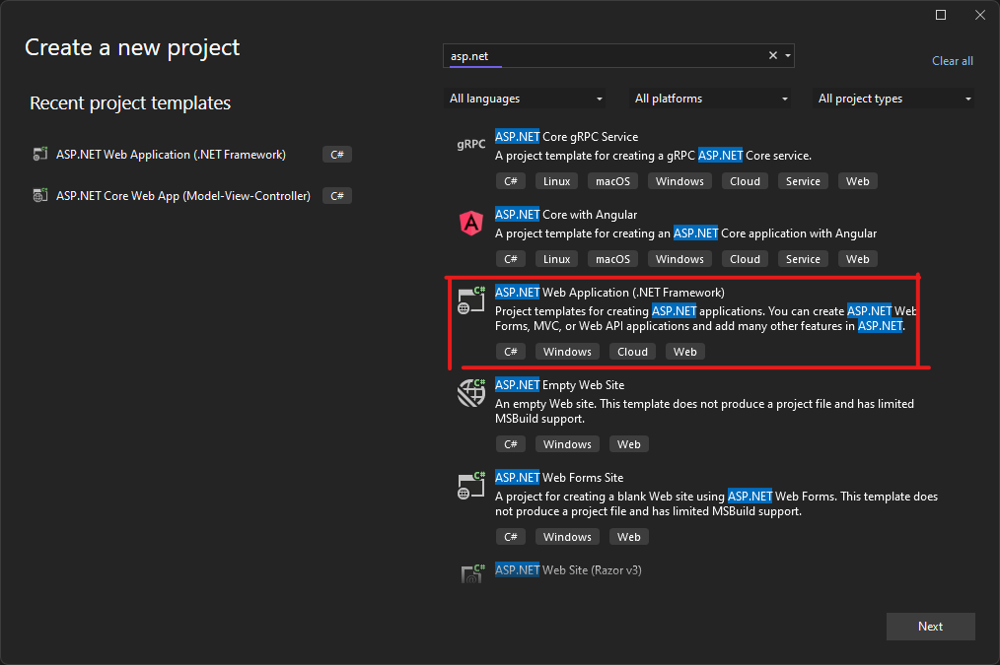 Create a new project
asp.net
Clear all
Recent project templates
All languages
All platforms
All project types
ASP.NET Web Application (.NET Framework)
C#
ASP.NET Core Web App (Model-View-Controller)
C#
gRPC
ASP.NET Core gRPC Service
A project template for creating a gRPC ASP.NET Core service.
C# Linux macOS Windows Cloud Service Web
A
ASP.NET Core with Angular
A project template for creating an ASP.NET Core application with Angular
C# Linux macOS Windows Cloud Service Web
C#
ASP.NET Web Application (.NET Framework)
Project templates for creating ASP.NET applications. You can create ASP.NET Web
Forms, MVC, or Web API applications and add many other features in ASP.NET.
C# Windows Cloud Web
C#
ASP.NET Empty Web Site
An empty Web site. This template does not produce a project file and has limited
MSBuild support.
C# Windows Web
C#
ASP.NET Web Forms Site
A project for creating a blank Web site using ASP.NET Web Forms. This template does
not produce a project file and has limited MSBuild support.
C# Windows Web
C#
@
ASP.NET Web Site (Razor v3)
Next